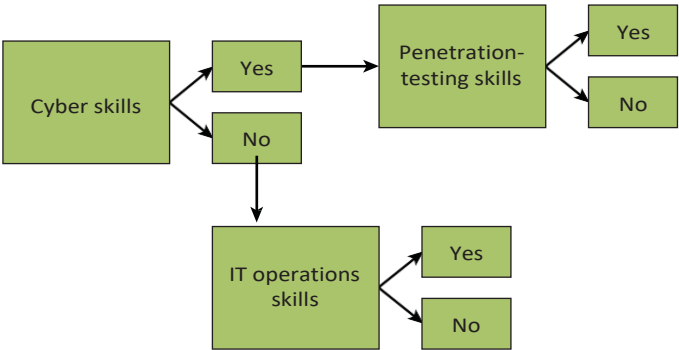 Cyber skills
Yes
No
Penetration-
testing skills
Yes
No
IT operations
skills
Yes
No